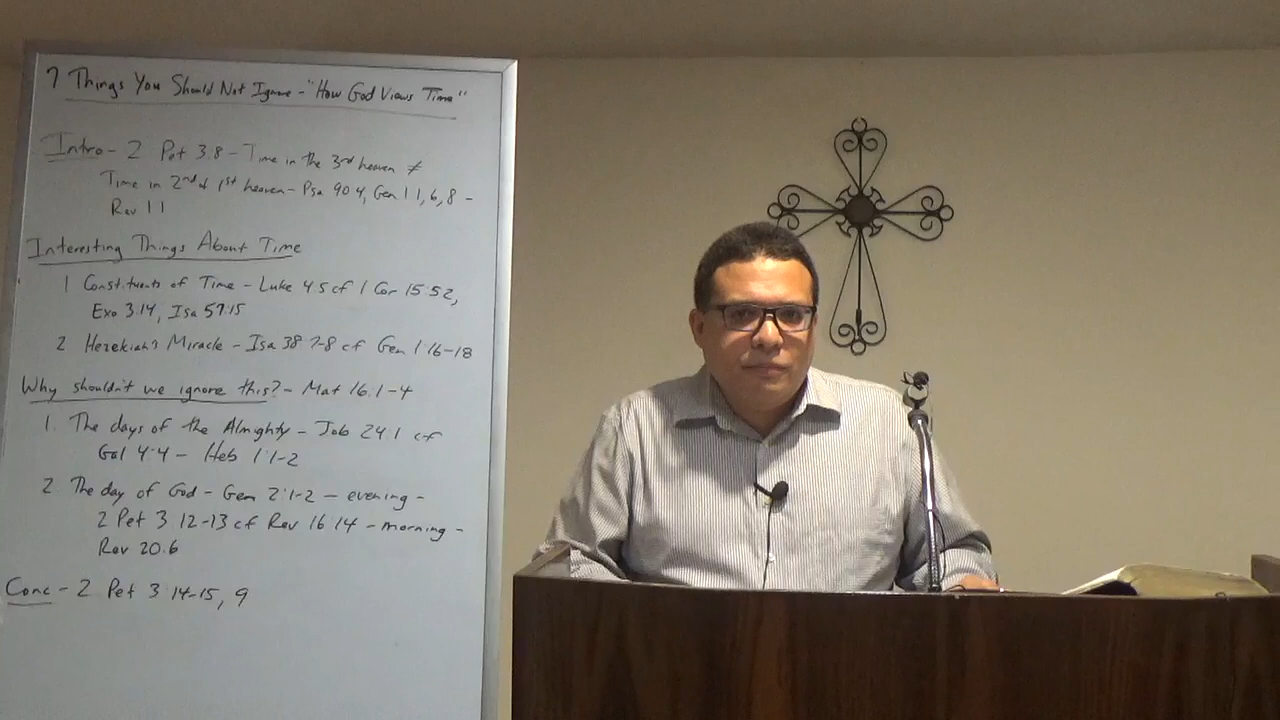 7 Things You Should Not Ignore - "How God Views Time"
Intro - 2 Pet 3:8 - Time in the 3rd heaven ≠
Time in 2nd & 1st heaven - Psa 90 4, Gen 1 1, 6, 8 -
Rev 1 1
Interesting Things About Time
1 Constituents of Time - Luke 4 5 cf 1 Cor 15:52,
Exo 3:14, Isa 57:15
2 Hezekiah's Miracle - Isa 38 7-8 cf Gen 1:16-18
Why shouldn't we ignore this? - Mat 16 1-4
1. The days of the Almighty - Job 24 1 cf
Gal 4:4 - Heb 1:1-2
2 The day of God - Gen 2:1-2 - evening -
2 Pet 3 12-13 cf Rev 16 14 - morning -
Rev 20.6
Conc - 2 Pet 3 14-15, 9